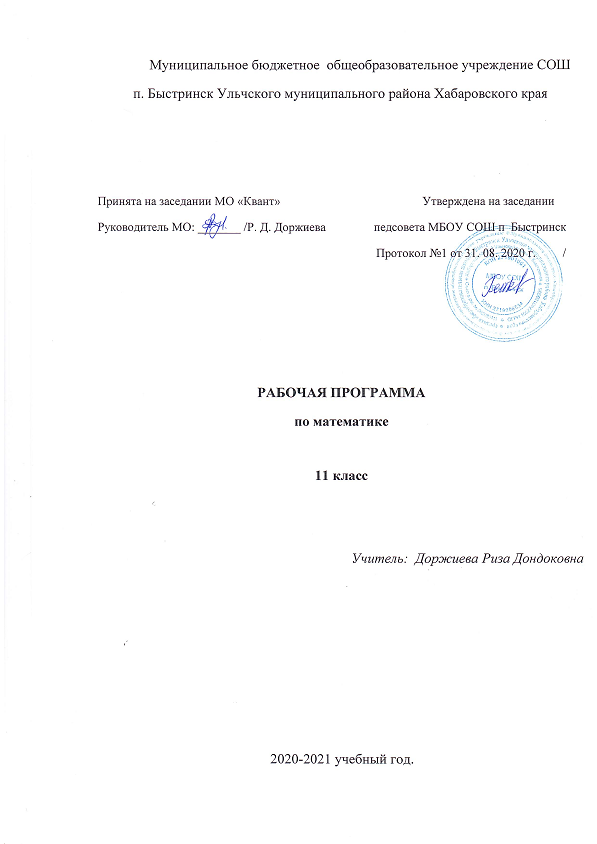 Муниципальное бюджетное общеобразовательное учреждение СОШ
п. Быстринск Ульчского муниципального района Хабаровского края
Принята на заседании МО «Квант» Утверждена на заседании
Руководитель МО: /Р. Д. Доржиева педсовета МБОУ СОШ п Быстринск
Протокол №1 от 31. 08. 2020 г. /
РАБОЧАЯ ПРОГРАММА
по математике
11 класс
Учитель: Доржиева Риза Дондоковна
2020-2021 учебный год.